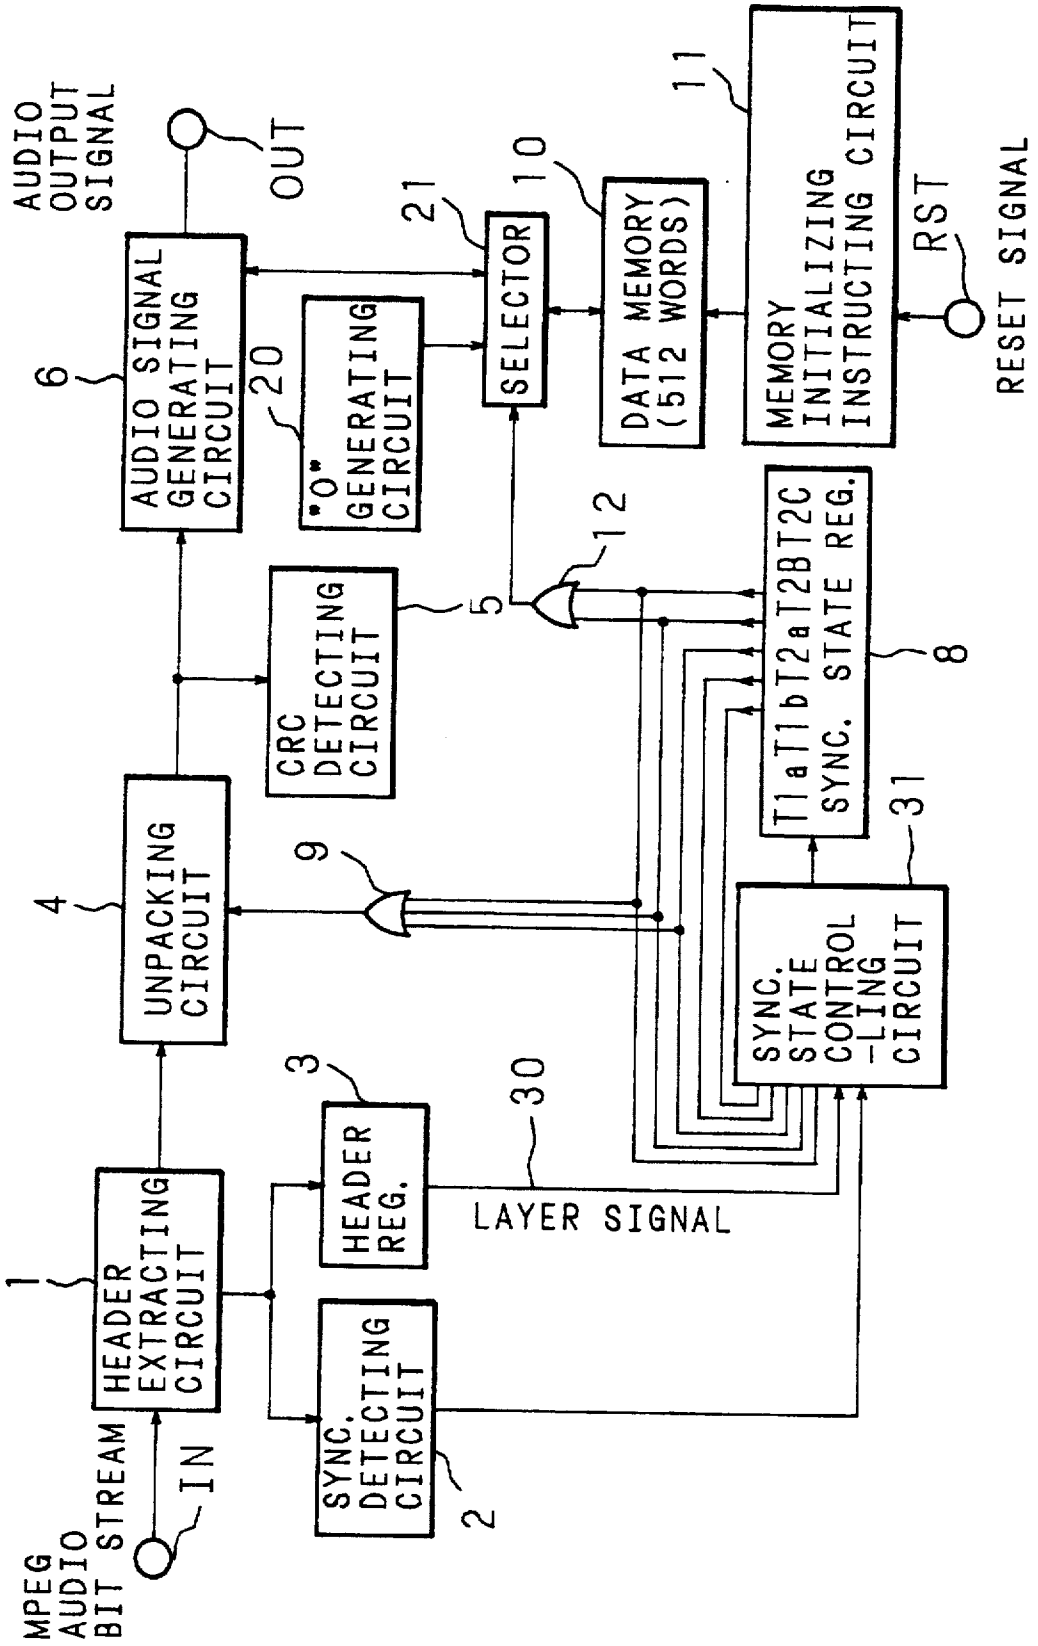 MPEG
AUDIO
BIT STREAM
IN
1
HEADER
EXTRACTING
CIRCUIT
4
UNPACKING
CIRCUIT
6
AUDIO SIGNAL
GENERATING
CIRCUIT
AUDIO
OUTPUT
SIGNAL
OUT
SYNC.
DETECTING
CIRCUIT
2
HEADER
REG.
3
LAYER SIGNAL
30
9
CRC
DETECTING
CIRCUIT
5
20
"0"
GENERATING
CIRCUIT
21
SELECTOR
12
10
DATA MEMORY
(512 WORDS)
SYNC.
STATE
CONTROL
-LING
CIRCUIT
31
T1aT1bT2aT2BT2C
SYNC. STATE REG.
8
11
MEMORY
INITIALIZING
INSTRUCTING CIRCUIT
RST
RESET SIGNAL